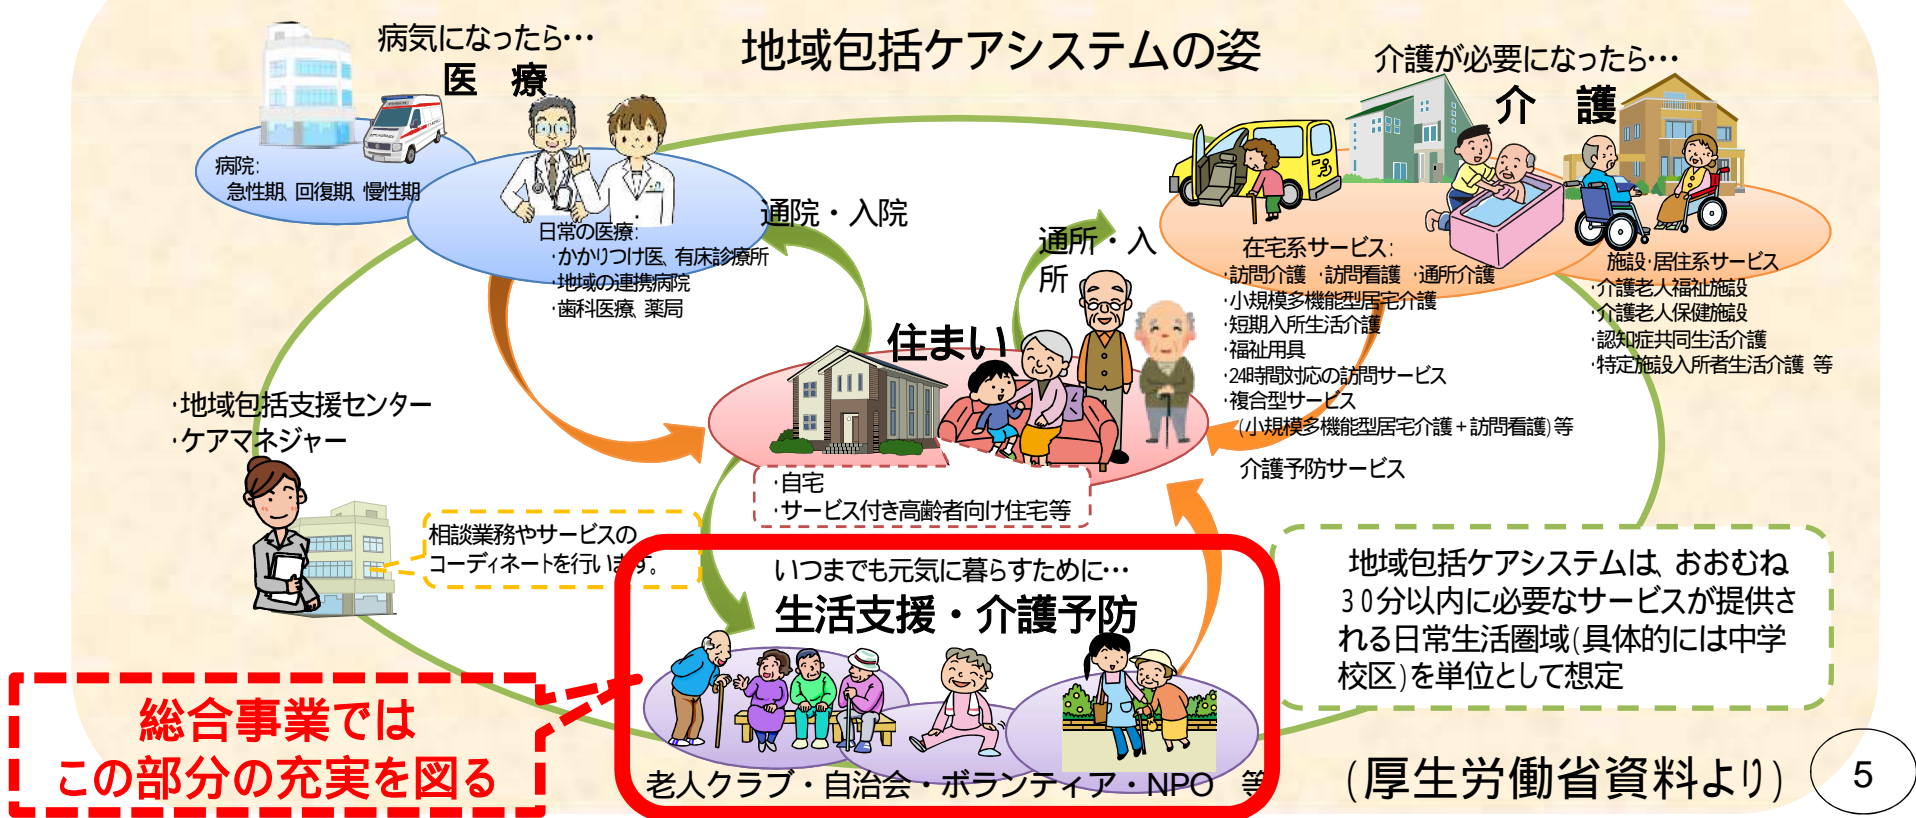 地域包括ケアシステムの姿
病気になったら…
医 療
病院:
急性期、回復期、慢性期
日常の医療:
・かかりつけ医、有床診療所
・地域の連携病院
・歯科医療、薬局
通院・入院
通所・入
所
介護が必要になったら…
介 護
在宅系サービス:
・訪問介護 ・訪問看護 ・通所介護
・小規模多機能型居宅介護
・短期入所生活介護
・福祉用具
・24時間対応の訪問サービス
・複合型サービス
(小規模多機能型居宅介護+訪問看護)等
介護予防サービス
施設・居住系サービス
・介護老人福祉施設
・介護老人保健施設
・認知症共同生活介護
・特定施設入所者生活介護 等
住まい
・自宅
・サービス付き高齢者向け住宅等
・地域包括支援センター
・ケアマネジャー
相談業務やサービスの
コーディネートを行います。
いつまでも元気に暮らすために…
生活支援・介護予防
老人クラブ・自治会・ボランティア・NPO 等
地域包括ケアシステムは、おおむね
30分以内に必要なサービスが提供さ
れる日常生活圏域(具体的には中学
校区)を単位として想定
総合事業では
この部分の充実を図る
(厚生労働省資料より)
5